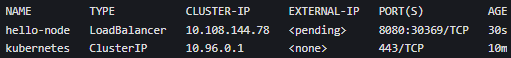 NAME TYPE CLUSTER-IP EXTERNAL-IP PORT(S) AGE
hello-node LoadBalancer 10.108.144.78 <pending> 8080:30369/TCP 30s
kubernetes ClusterIP 10.96.0.1 <none> 443/TCP 10m